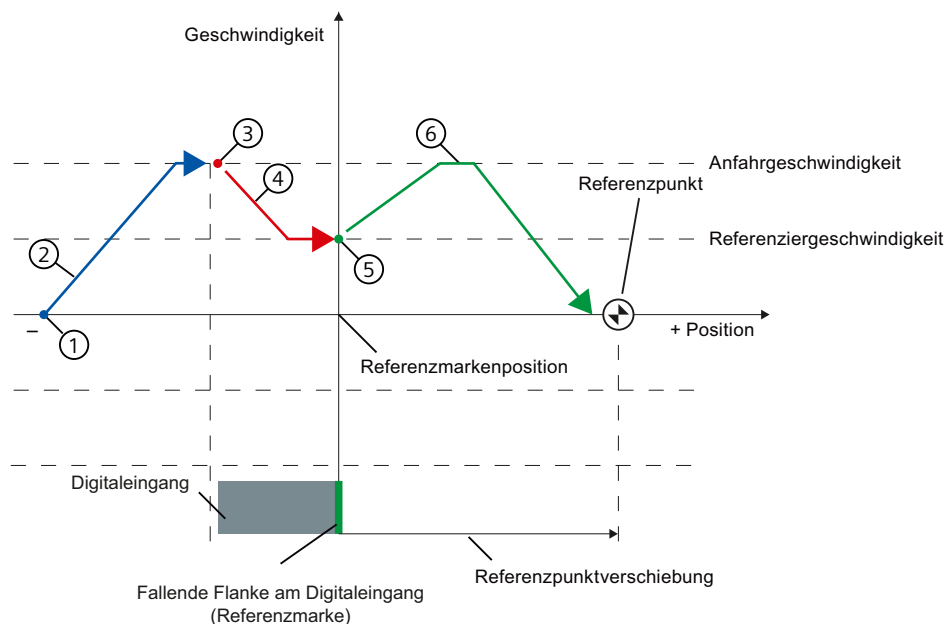 Geschwindigkeit
③
⑥
④
Anfahrgeschwindigkeit
Referenzpunkt
②
⑤
Referenziergeschwindigkeit
–
①
+ Position
Referenzmarkenposition
Digitaleingang
Referenzpunktverschiebung
Fallende Flanke am Digitaleingang
(Referenzmarke)